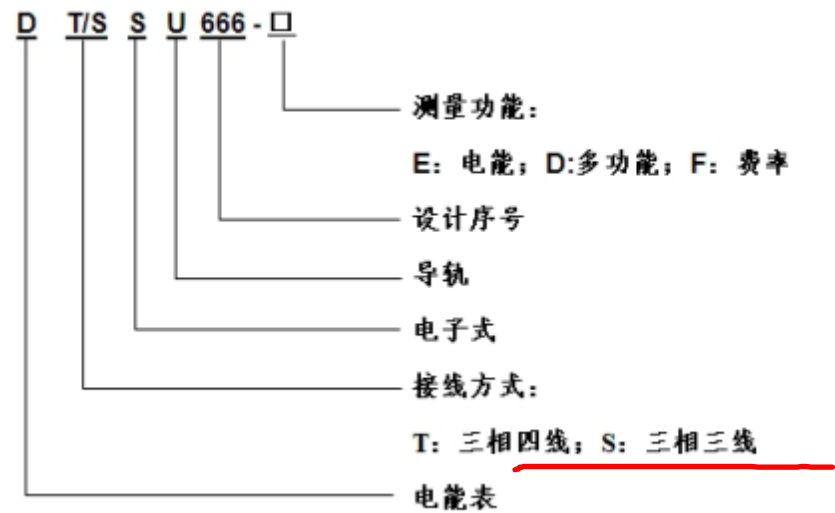 D T/S S U 666 - 口
测量功能：
E：电能；D:多功能；F：费率
设计序号
导轨
电子式
接线方式：
T：三相四线；S：三相三线
电能表